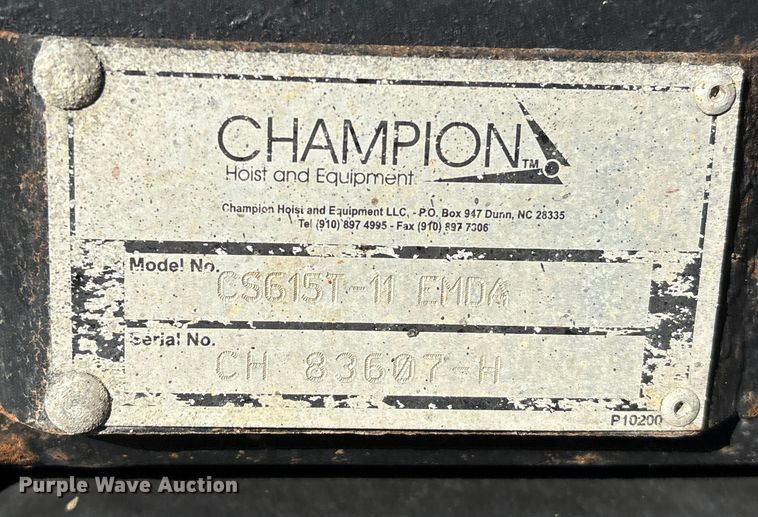 CHAMPION TM
Hoist and Equipment
Champion Hoist and Equipment LLC, - P.O. Box 947 Dunn, NC 28335
Tel (910) 897 4995 - Fax (910) 897 7306
Model No. CS615T-11 EMDA
Serial No. CH 83607-H
P10200
Purple Wave Auction